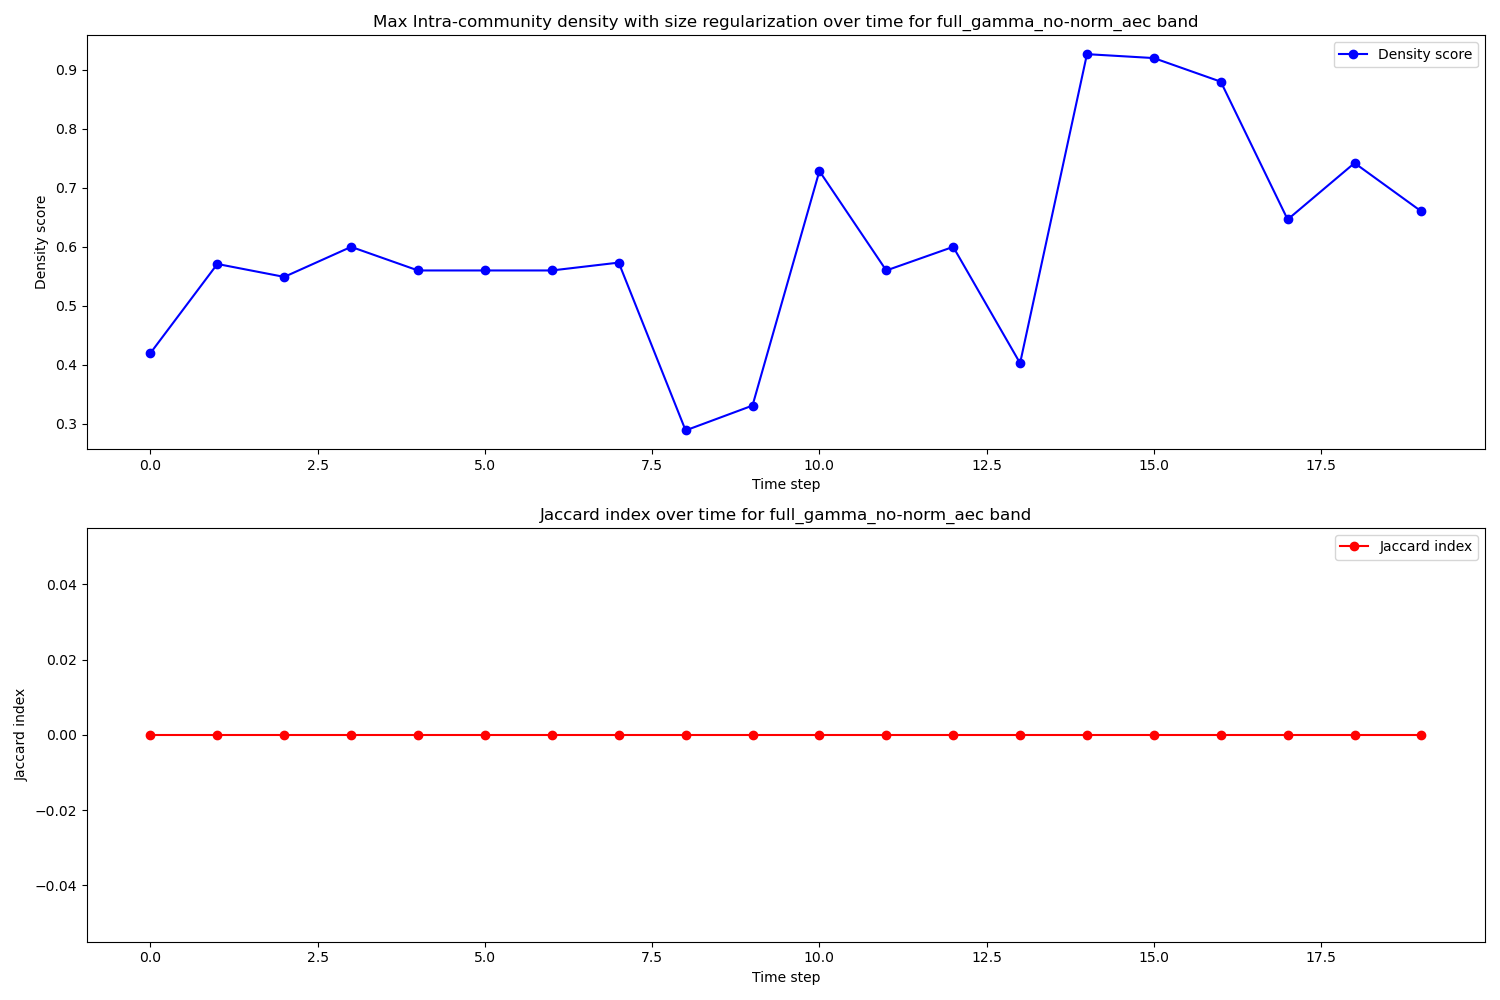 Max Intra-community density with size regularization over time for full_gamma_no-norm_aec band
Density score
0.9
0.8
0.7
0.6
0.5
0.4
0.3
Density score
0.0 2.5 5.0 7.5 10.0 12.5 15.0 17.5
Time step
Jaccard index over time for full_gamma_no-norm_aec band
Jaccard index
0.04
0.02
0.00
−0.02
−0.04
Jaccard index
0.0 2.5 5.0 7.5 10.0 12.5 15.0 17.5
Time step